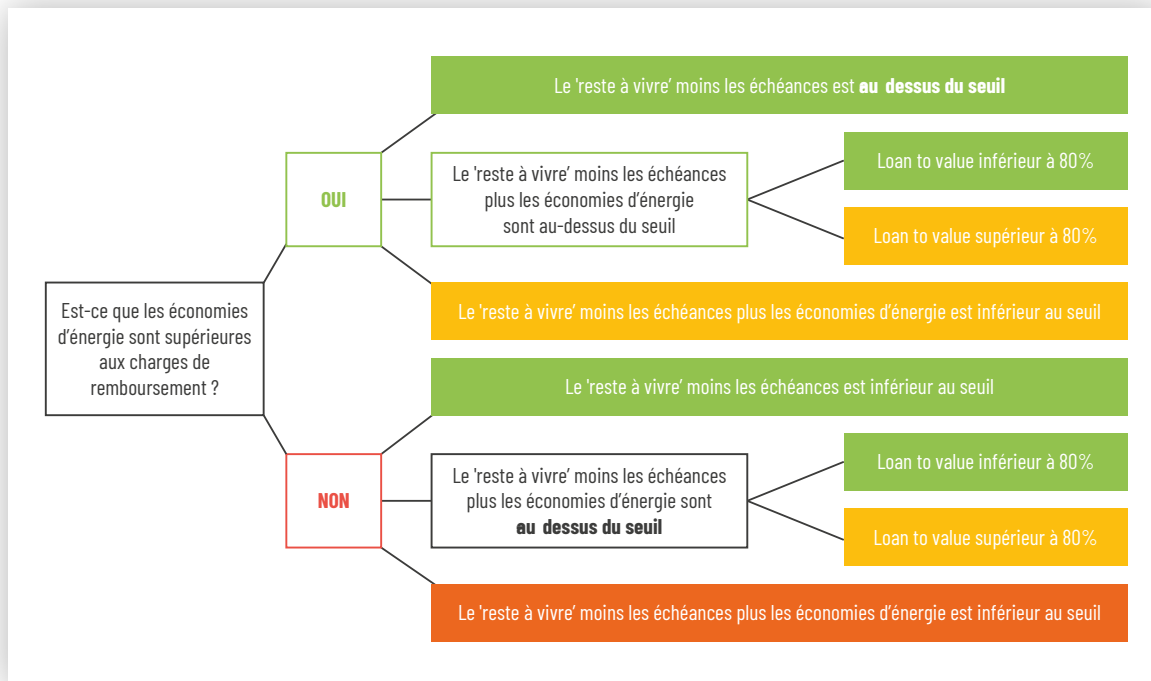 Le 'reste à vivre’ moins les échéances est au dessus du seuil
OUI
Le 'reste à vivre’ moins les échéances
plus les économies d’énergie
sont au-dessus du seuil
Loan to value inférieur à 80%
Loan to value supérieur à 80%
Le 'reste à vivre’ moins les échéances plus les économies d’énergie est inférieur au seuil
Est-ce que les économies
d’énergie sont supérieures
aux charges de
remboursement ?
Le 'reste à vivre’ moins les échéances est inférieur au seuil
NON
Le 'reste à vivre’ moins les échéances
plus les économies d’énergie sont
au dessus du seuil
Loan to value inférieur à 80%
Loan to value supérieur à 80%
Le 'reste à vivre’ moins les échéances plus les économies d’énergie est inférieur au seuil